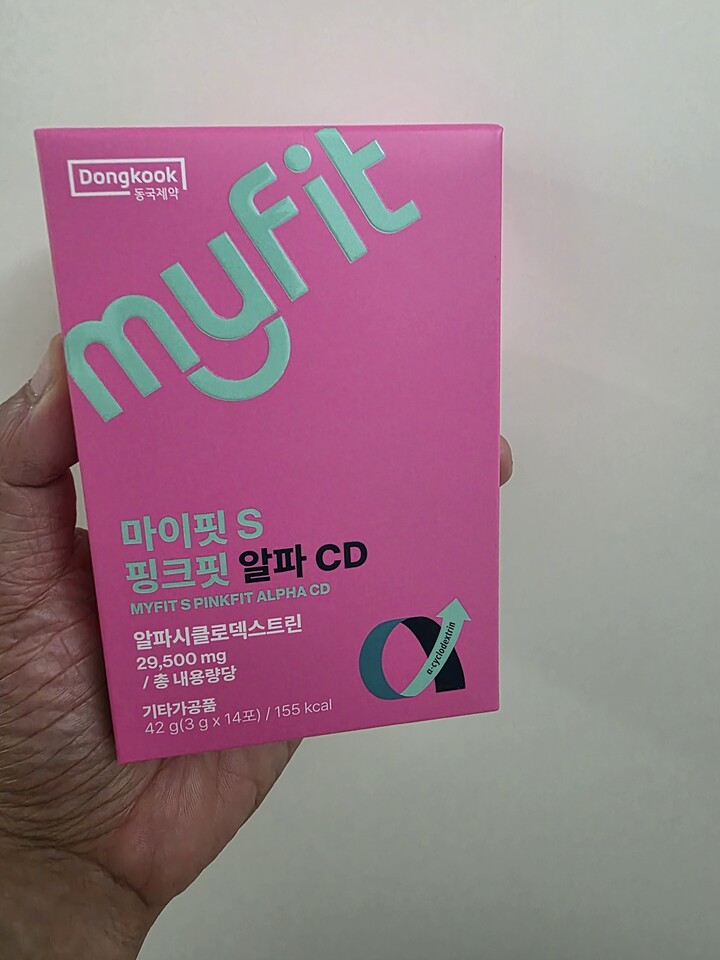 Dongkook
동국제약
myfit
마이핏 S
핑크핏 알파 CD
MYFIT S PINKFIT ALPHA CD
알파시클로덱스트린
29,500 mg
/ 총 내용량당
α-cyclodextrin
기타가공품
42 g(3 g x 14포) / 155 kcal